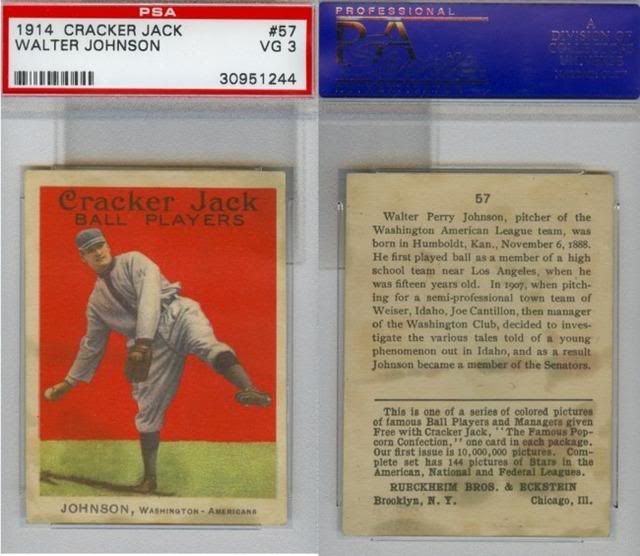 PSA
1914 CRACKER JACK #57
WALTER JOHNSON VG 3
30951244
PROFESSIONAL
PSA
A
DIVISION OF
COLLECTORS
UNIVERSE
Cracker Jack
BALL PLAYERS
W
JOHNSON, WASHINGTON - AMERICANS
57
Walter Perry Johnson, pitcher of the
Washington American League team, was
born in Humboldt, Kan., November 6, 1888.
He first played ball as a member of a high
school team near Los Angeles, when he
was fifteen years old. In 1907, when pitch-
ing for a semi-professional town team of
Weiser, Idaho, Joe Cantillon, then manager
of the Washington Club, decided to inves-
tigate the various tales told of a young
phenomenon out in Idaho, and as a result
Johnson became a member of the Senators.
This is one of a series of colored pictures
of famous Ball Players and Managers given
Free with Cracker Jack, "The Famous Pop-
corn Confection," one card in each package.
Our first issue is 10,000,000 pictures. Com-
plete set has 144 pictures of Stars in the
American, National and Federal Leagues.
RUECKHEIM BROS. & ECKSTEIN
Brooklyn, N. Y. Chicago, Ill.